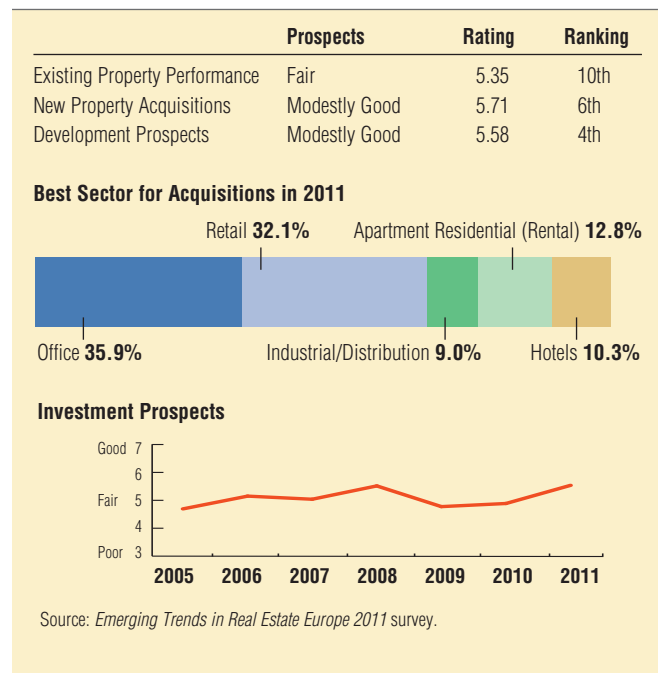 Prospects Rating Ranking
Existing Property Performance Fair 5.35 10th
New Property Acquisitions Modestly Good 5.71 6th
Development Prospects Modestly Good 5.58 4th
Best Sector for Acquisitions in 2011
Retail 32.1% Apartment Residential (Rental) 12.8%
Office 35.9% Industrial/Distribution 9.0% Hotels 10.3%
Investment Prospects
Good 7
6
Fair 5
4
Poor 3
2005 2006 2007 2008 2009 2010 2011
Source: Emerging Trends in Real Estate Europe 2011 survey.